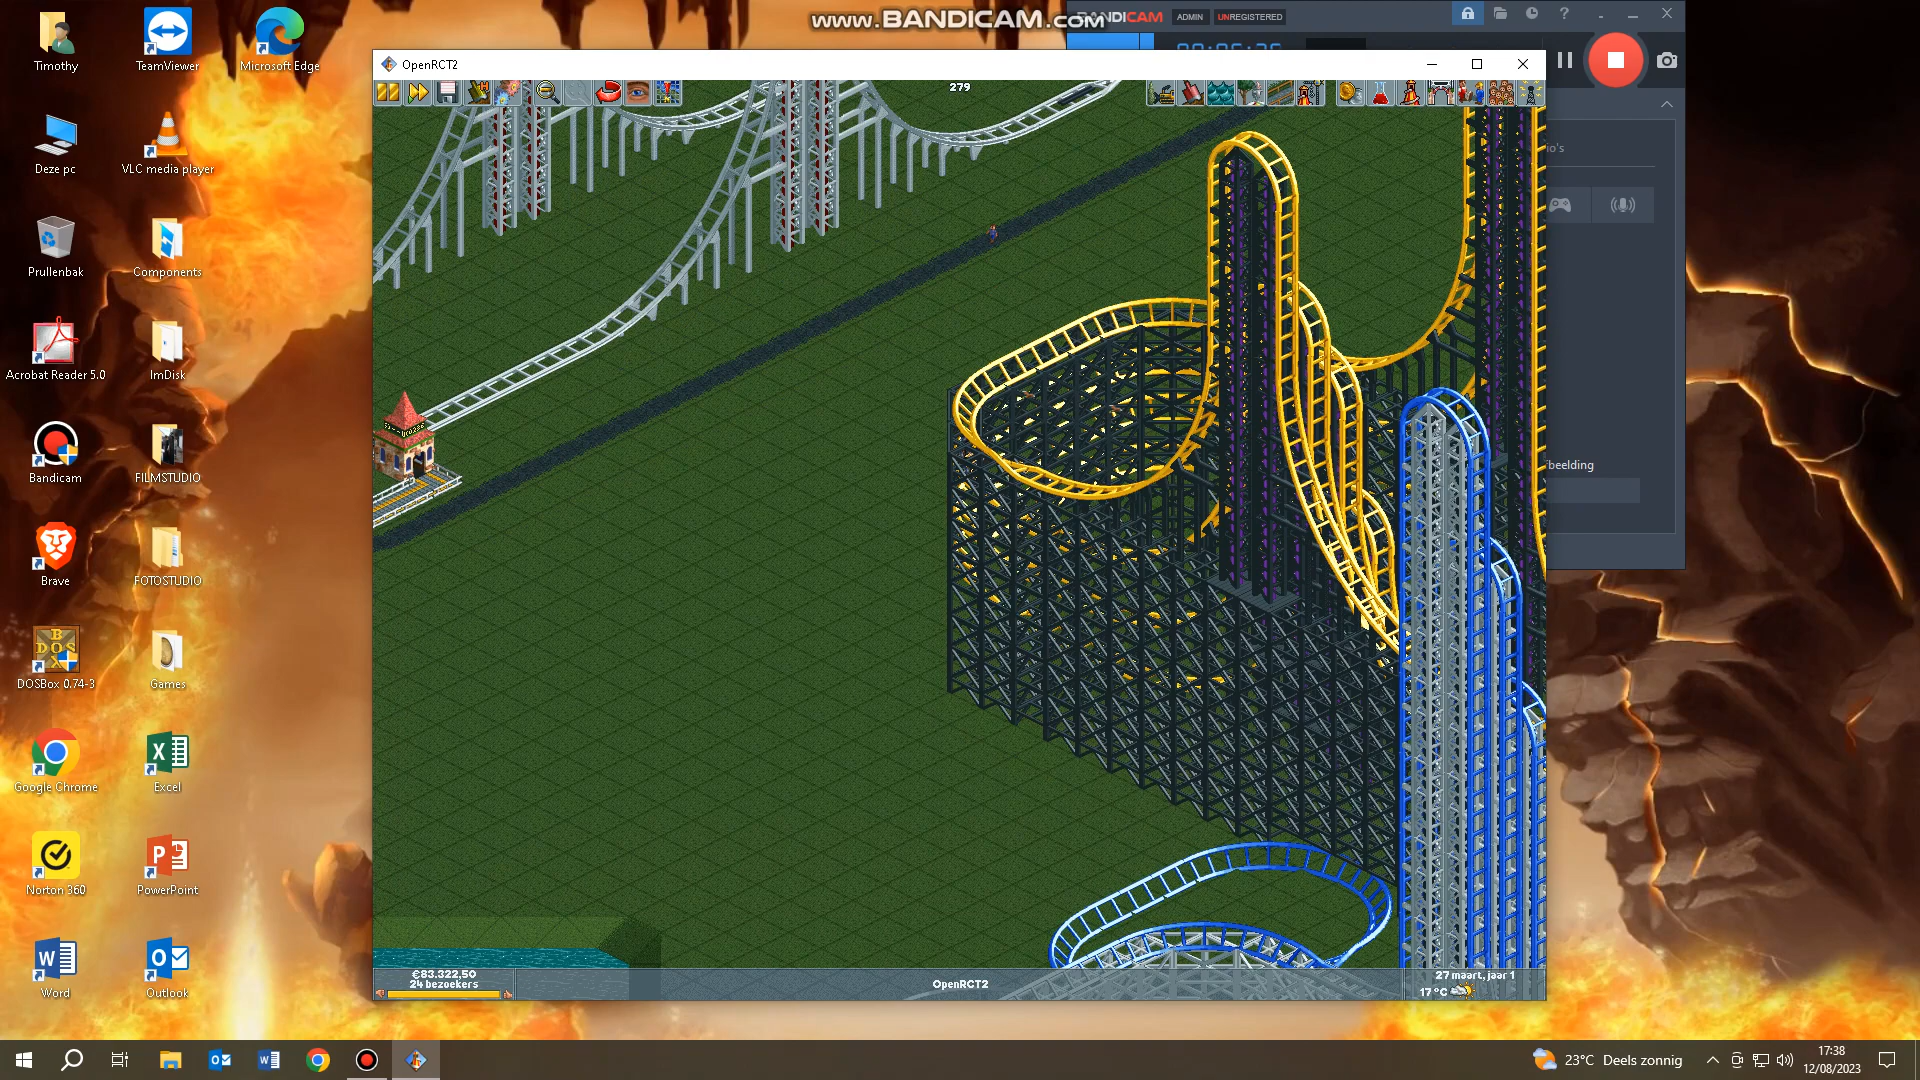 www.BANDICAM.com
BANDICAM
ADMIN
UNREGISTERED
Timothy
TeamViewer
Microsoft Edge
OpenRCT2
279
Deze pc
VLC media player
io's
Prullenbak
Components
Acrobat Reader 5.0
ImDisk
Bandicam
FILMSTUDIO
fbeelding
Brave
FOTOSTUDIO
DOSBox 0.74-3
Games
Google Chrome
Excel
Norton 360
PowerPoint
Word
Outlook
€83.322,50
24 bezoekers
OpenRCT2
27 maart, jaar 1
17 °C
23°C Deels zonnig
17:38
12/08/2023